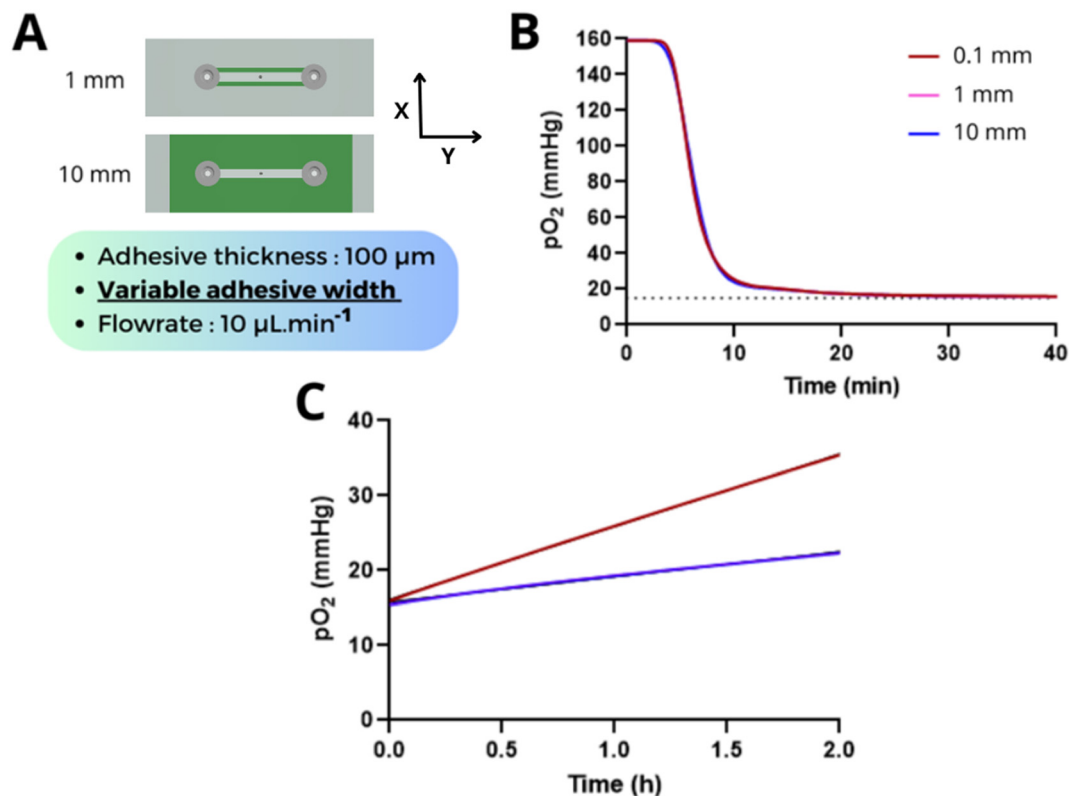 A
1 mm
10 mm
X
Y
• Adhesive thickness : 100 µm
• Variable adhesive width
• Flowrate : 10 µL.min⁻¹
B
160
140
120
100
80
60
40
20
0
pO₂ (mmHg)
0 10 20 30 40
Time (min)
0.1 mm
1 mm
10 mm
C
40
30
20
10
0
pO₂ (mmHg)
0.0 0.5 1.0 1.5 2.0
Time (h)